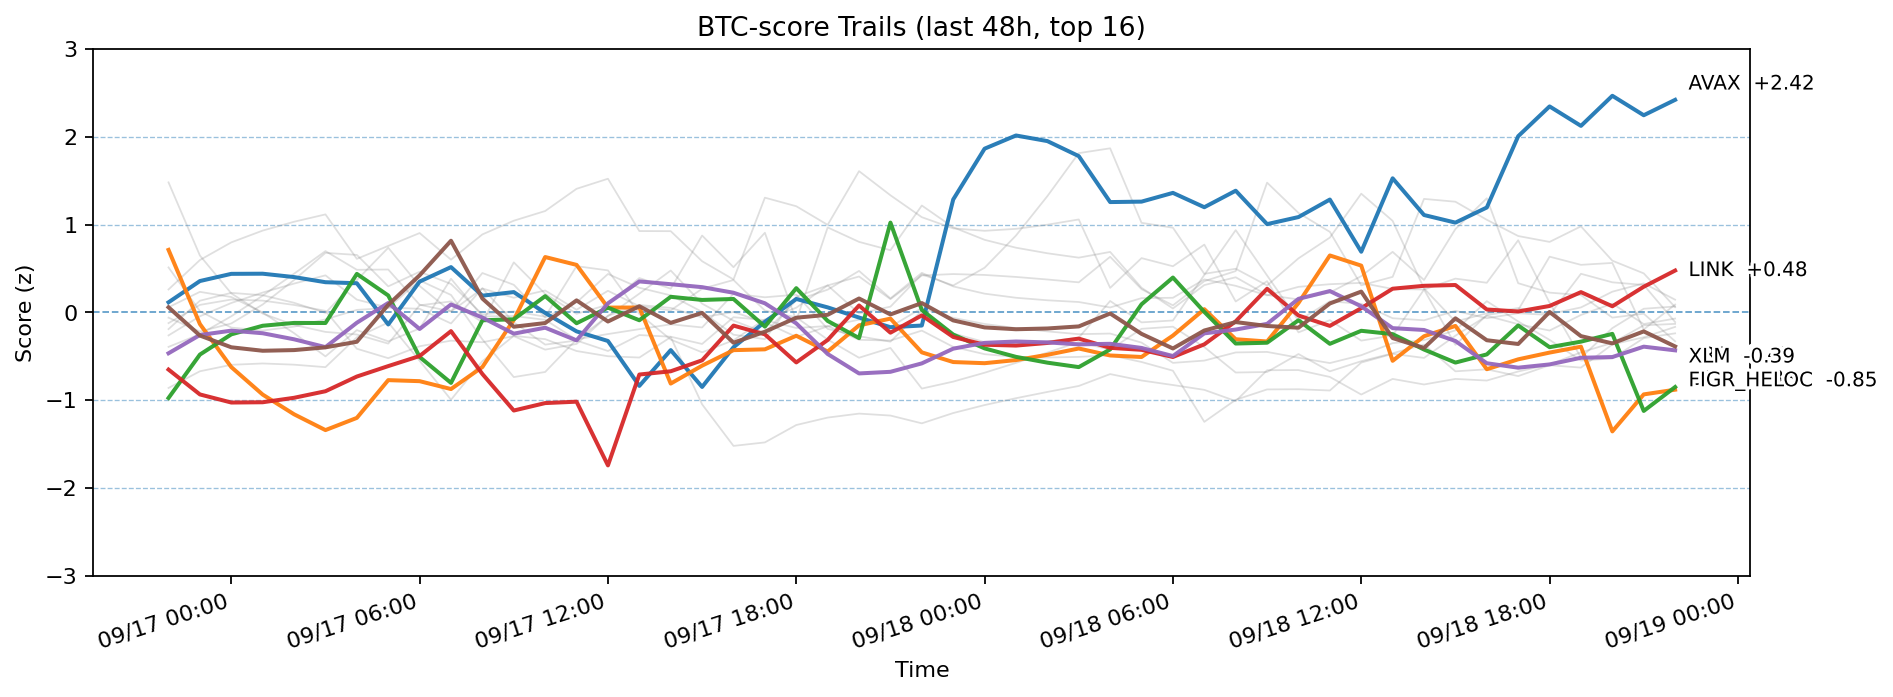 BTC-score Trails (last 48h, top 16)
Score (z)
3
2
1
0
−1
−2
−3
AVAX +2.42
LINK +0.48
XLM -0.39
FIGR_HELOC -0.85
09/17 00:00
09/17 06:00
09/17 12:00
09/17 18:00
09/18 00:00
09/18 06:00
09/18 12:00
09/18 18:00
09/19 00:00
Time